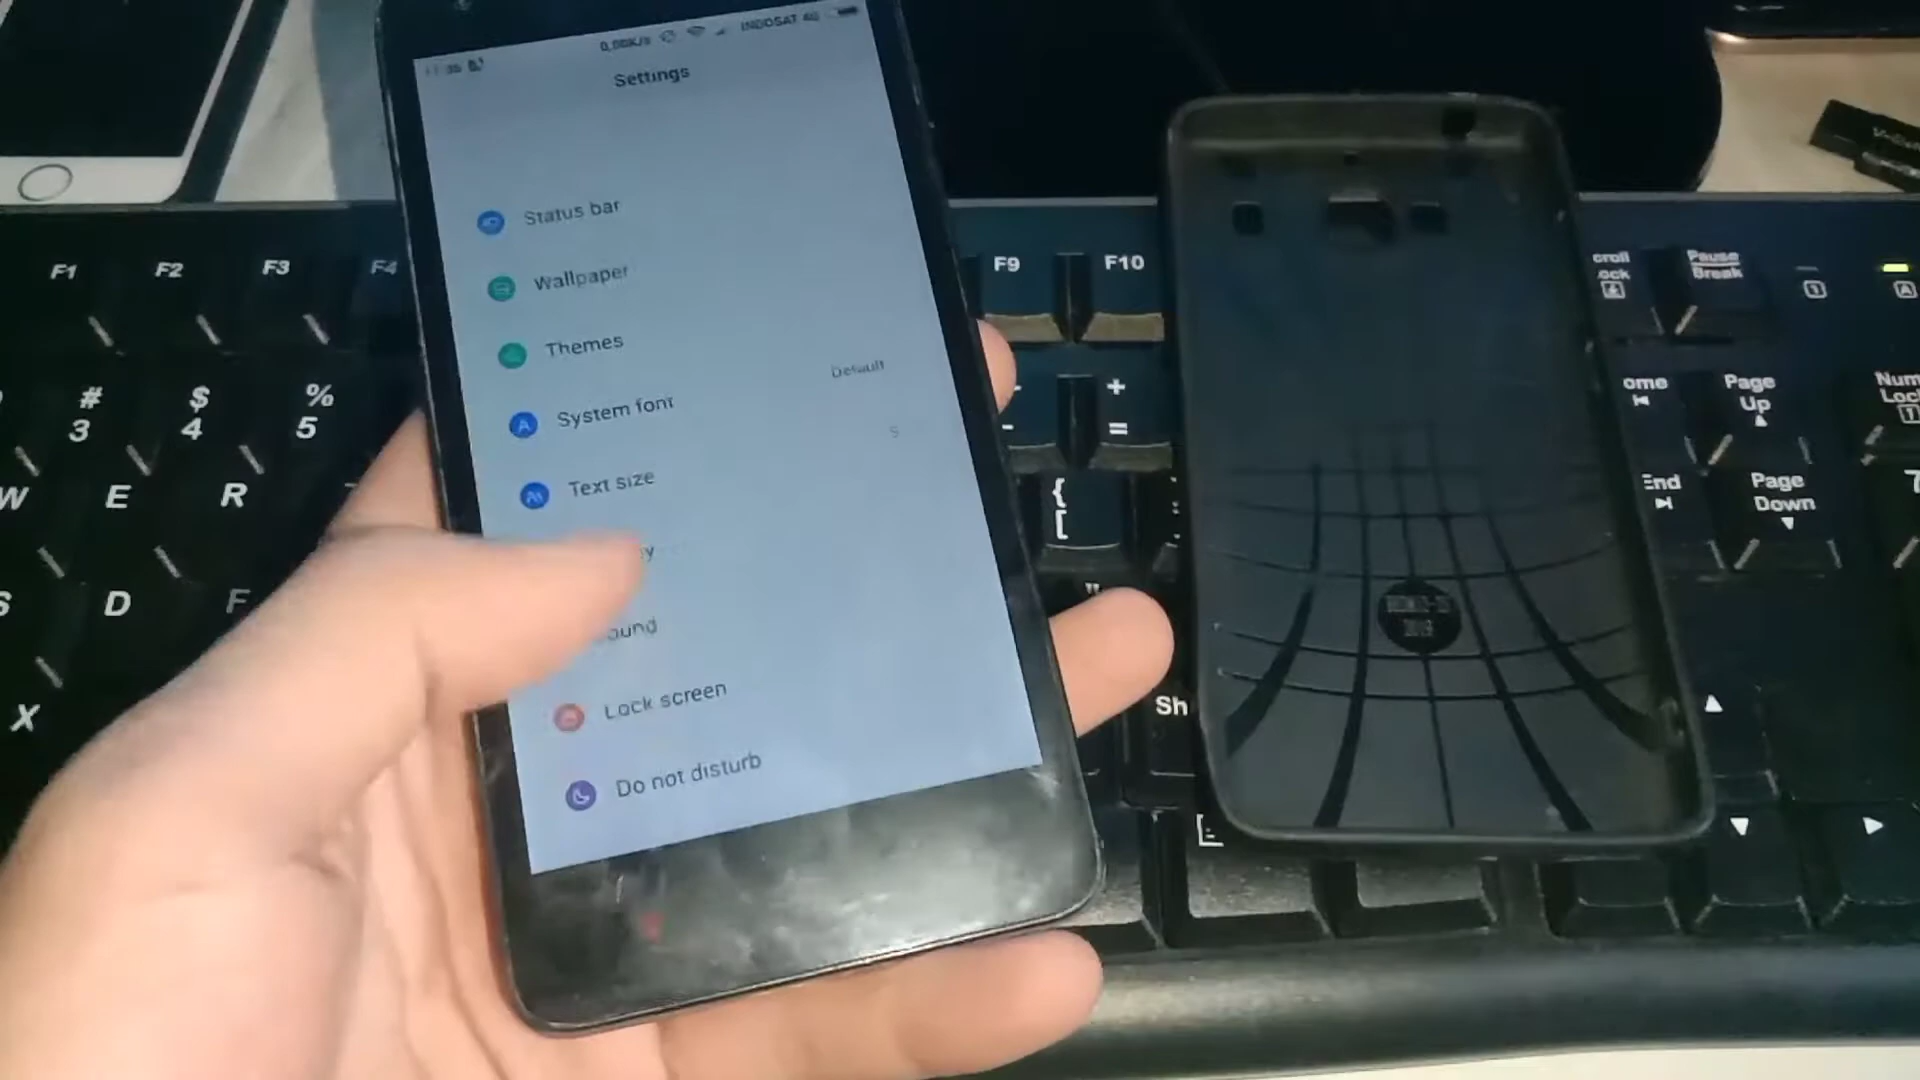 0,00K/s INDOSAT 4G
Settings
Status bar
Wallpaper
Themes
System font
Default
Text size
S
Lock screen
Do not disturb
F1
F2
F3
F4
F9
F10
Pause
Break
#
3
$
4
%
5
+
=
-
Page
Up
Num
W
E
R
{
[
End
Page
Down
7
S
D
F
"
X
Sh